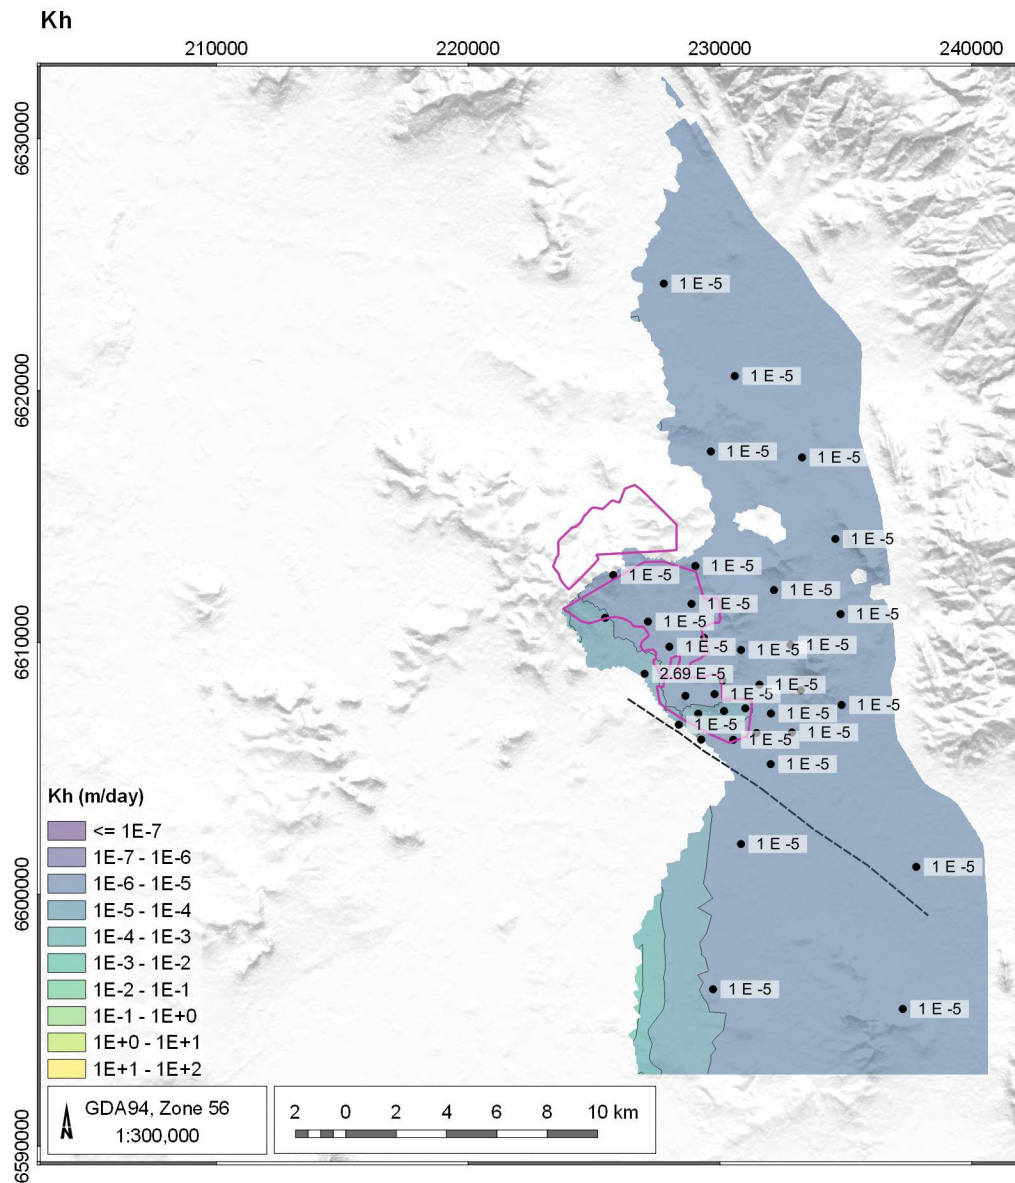 Kh
210000 220000 230000 240000
6630000
6620000
6610000
6600000
6590000
1 E -5
1 E -5
1 E -5
1 E -5
1 E -5
1 E -5
1 E -5
1 E -5
1 E -5
1 E -5
1 E -5
1 E -5
1 E -5
1 E -5
2.69 E -5
1 E -5
1 E -5
1 E -5
1 E -5
1 E -5
1 E -5
1 E -5
1 E -5
1 E -5
1 E -5
1 E -5
1 E -5
1 E -5
Kh (m/day)
<= 1E-7
1E-7 - 1E-6
1E-6 - 1E-5
1E-5 - 1E-4
1E-4 - 1E-3
1E-3 - 1E-2
1E-2 - 1E-1
1E-1 - 1E+0
1E+0 - 1E+1
1E+1 - 1E+2
N
GDA94, Zone 56
1:300,000
2 0 2 4 6 8 10 km